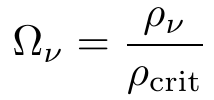 Ω_ν = ρ_ν / ρ_crit